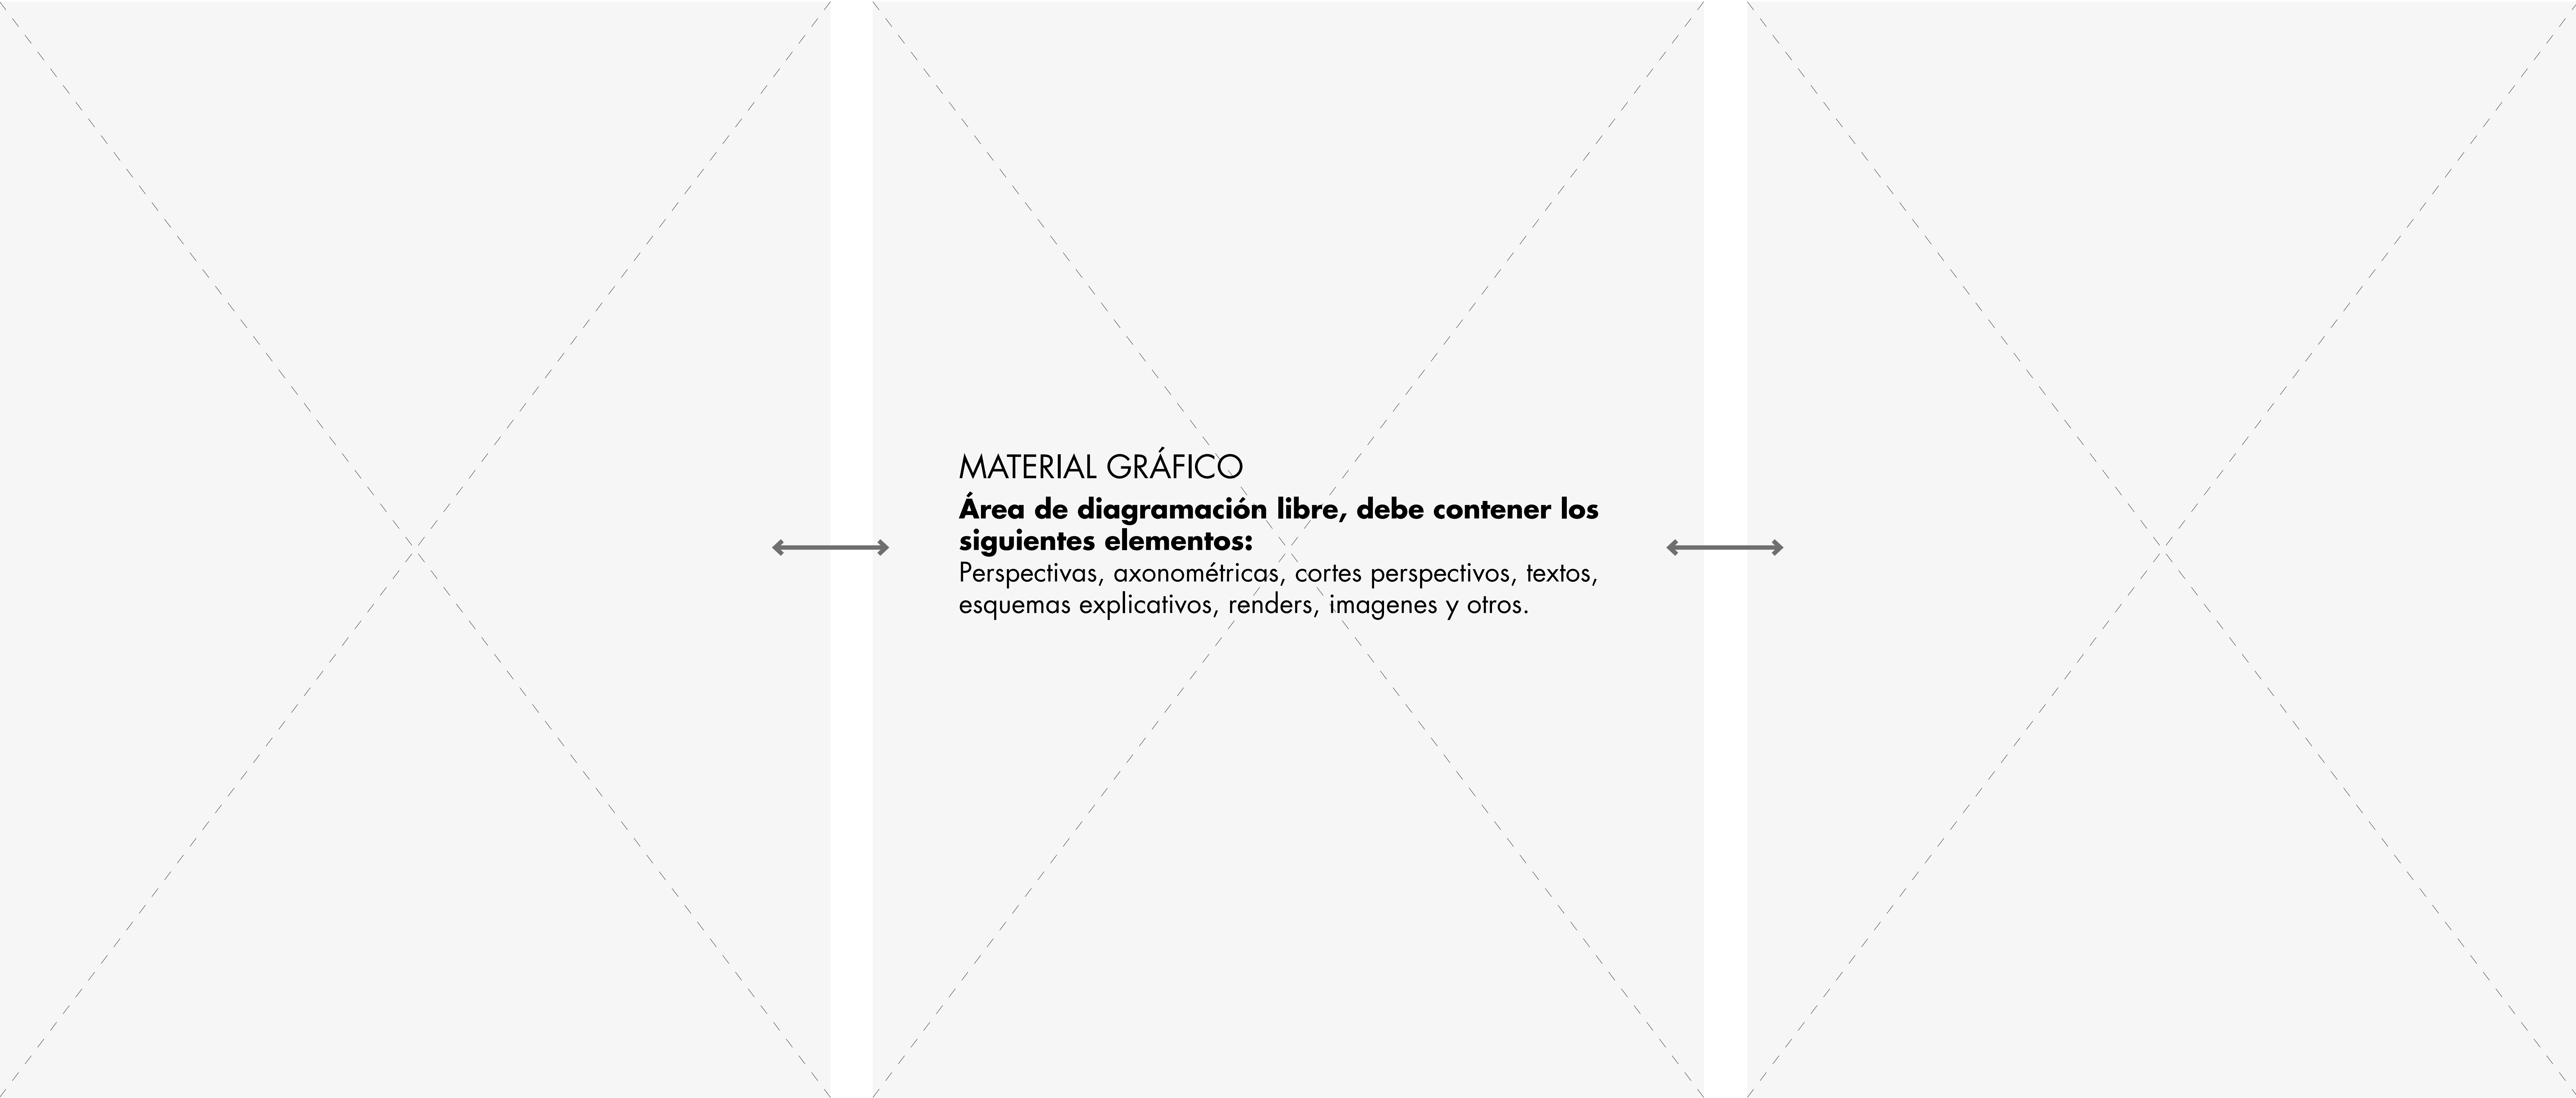 MATERIAL GRÁFICO
Área de diagramación libre, debe contener los
siguientes elementos:
Perspectivas, axonométricas, cortes perspectivos, textos,
esquemas explicativos, renders, imagenes y otros.